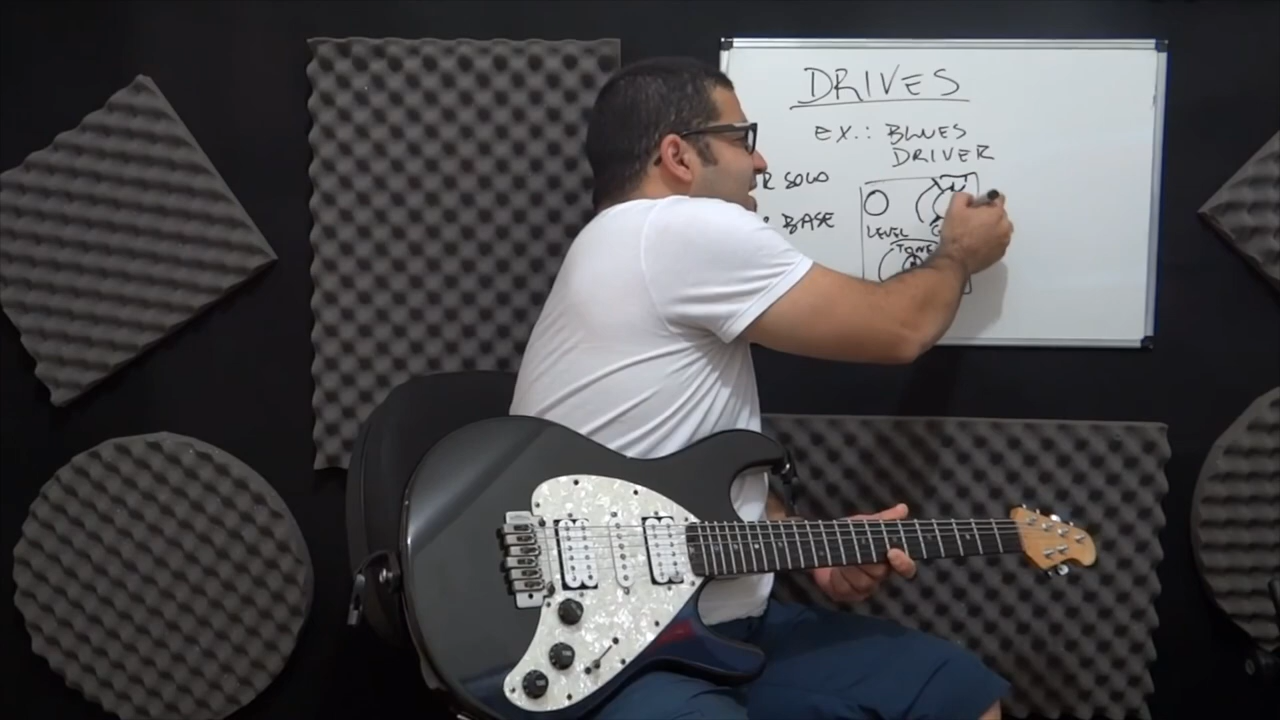 DRIVES
EX.: BLUES
DRIVER
R SOLO
BASE
LEVEL
TONE